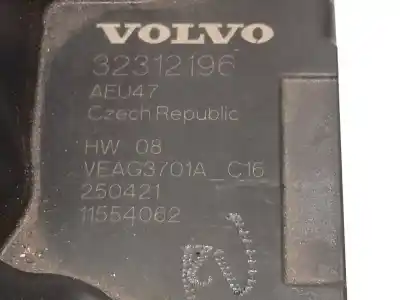 VOLVO
32312196
AEU47
Czech Republic
HW 08
VEAG3701A_C16
250421
11554062